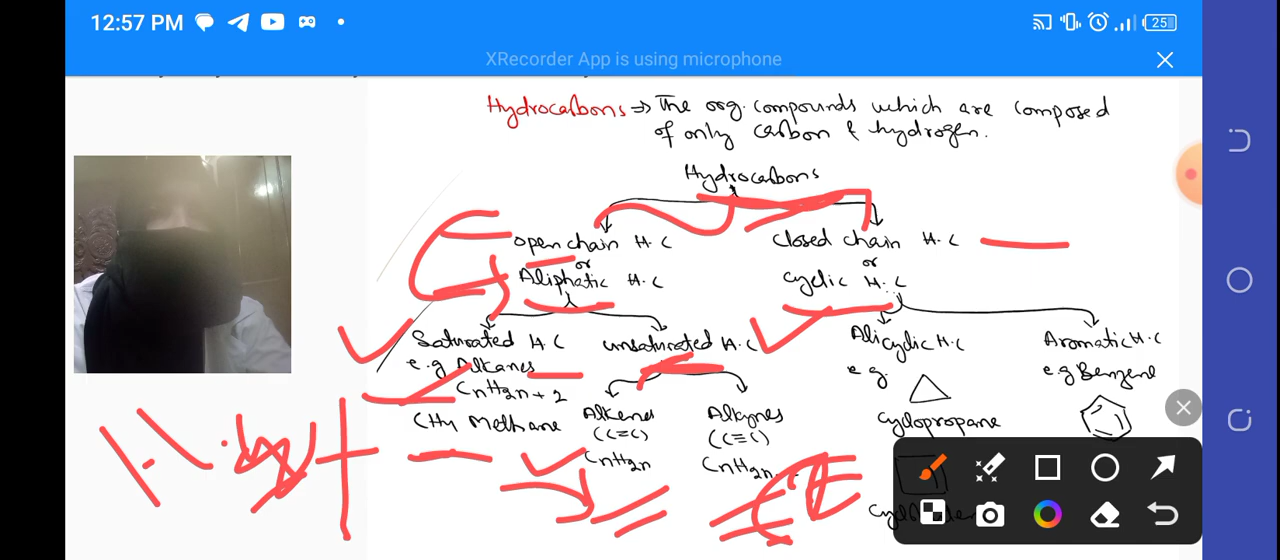 12:57 PM
25
XRecorder App is using microphone
Hydrocarbons ⇒ The org. compounds which are composed
of only carbon & hydrogen.
Hydrocarbons
open chain H.C
or
Aliphatic H.C
Closed chain H.C
or
cyclic H.C
Saturated H.C
e.g Alkanes
CnH2n+2
CH4 Methane
unsaturated H.C
Alkenes
(C=C)
CnH2n
Alkynes
(C≡C)
CnH2n
Alicyclic H.C
e.g.
cyclopropane
Aromatic H.C
e.g Benzene